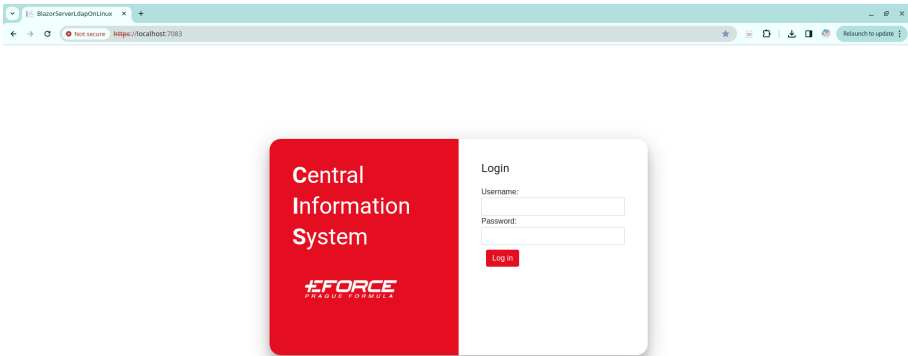 BlazorServerLdapOnLinux
Not secure https://localhost:7083
Relaunch to update
Central
Information
System
EFORCE
PRAGUE FORMULA
Login
Username:
Password:
Log in